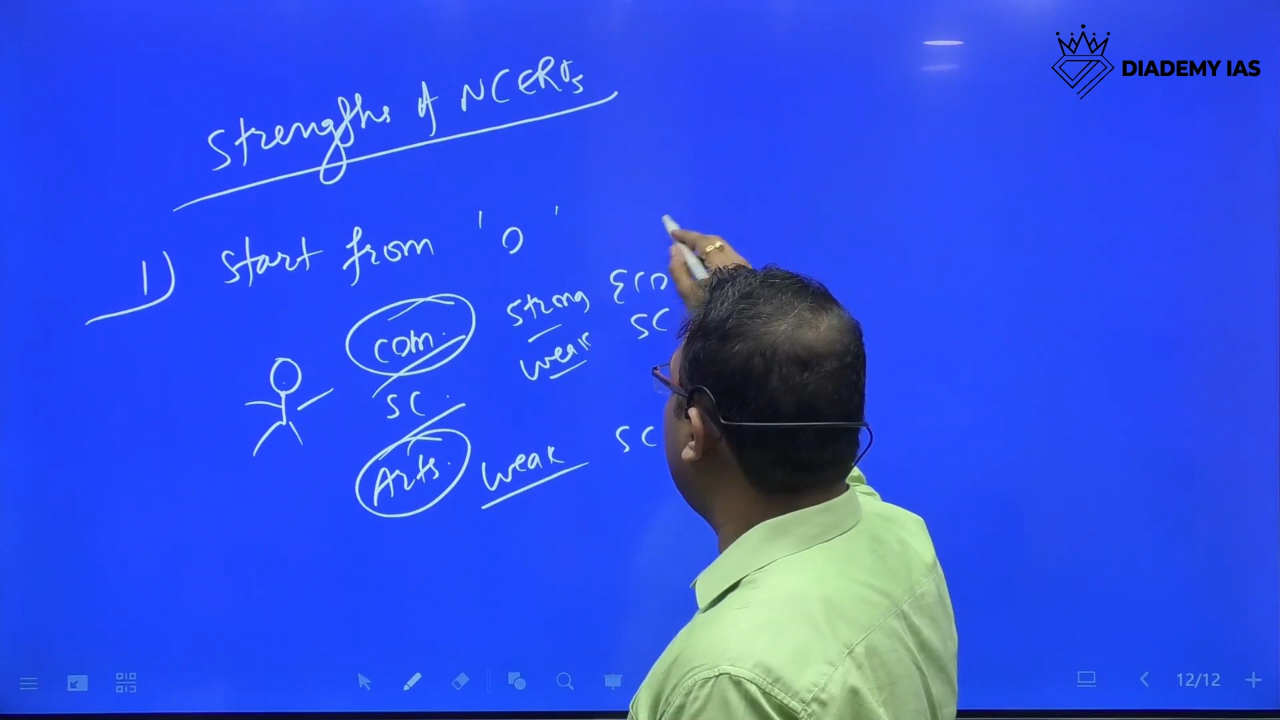 DIADEMY IAS
Strengths of NCERTs
1) Start from '0'
com. strong ECO
weak SC
SC.
Arts. weak SC
12/12